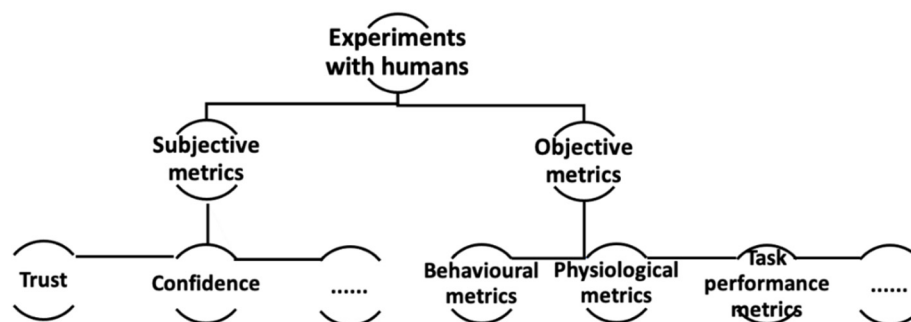 Experiments
with humans
Subjective
metrics
Objective
metrics
Trust
Confidence
......
Behavioural
metrics
Physiological
metrics
Task
performance
metrics
......